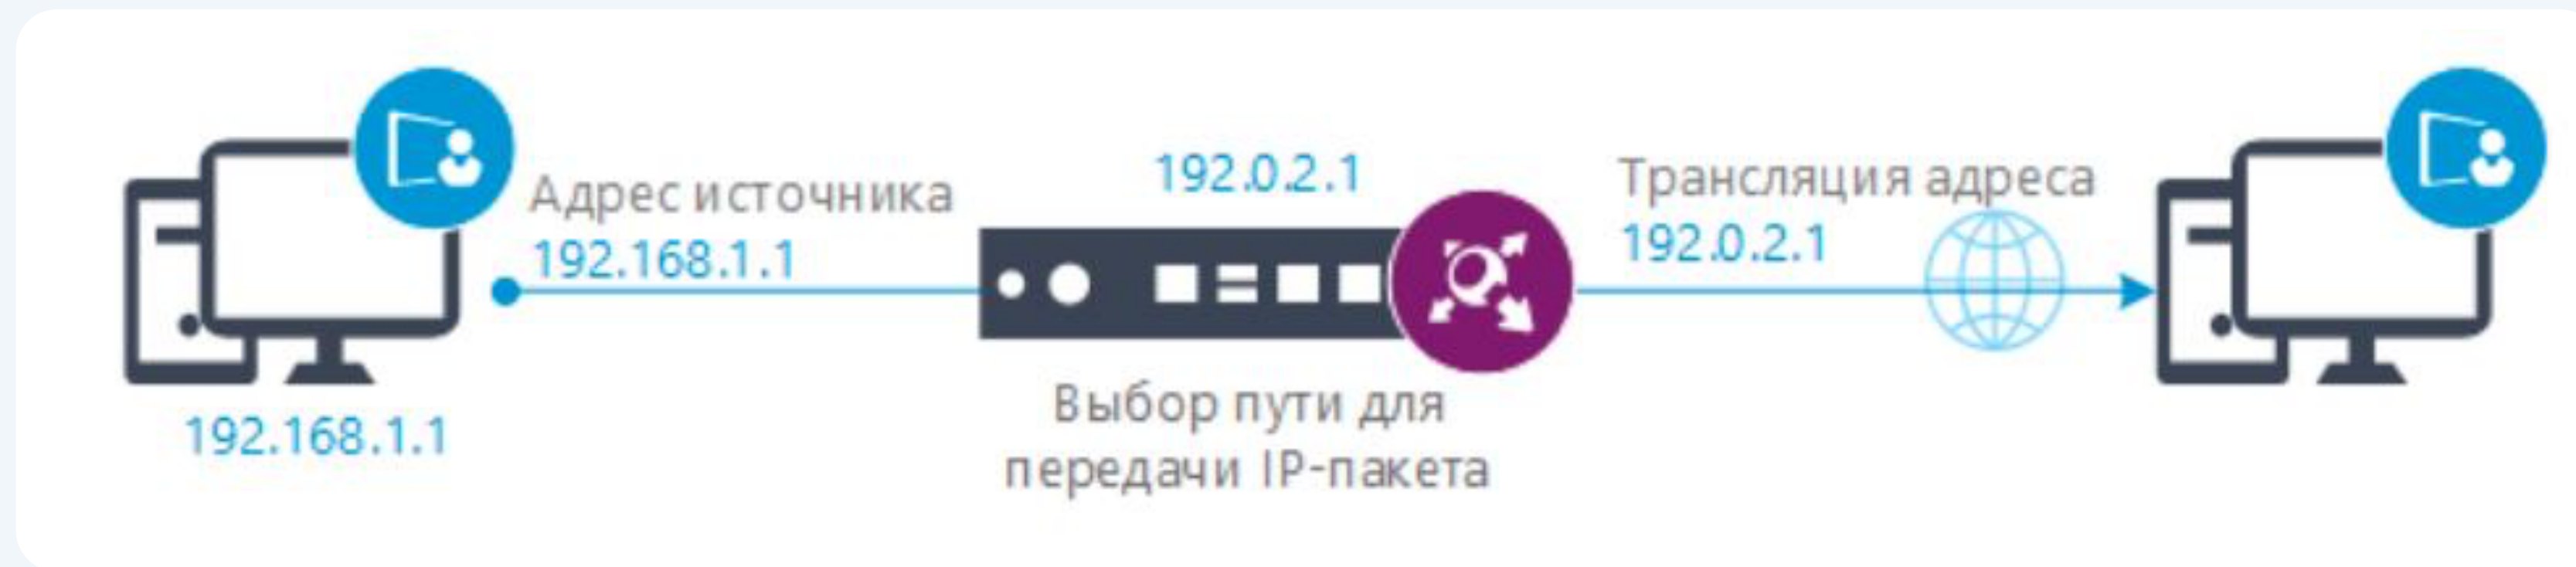 Адрес источника
192.168.1.1
192.168.1.1
192.0.2.1
Выбор пути для
передачи IP-пакета
Трансляция адреса
192.0.2.1